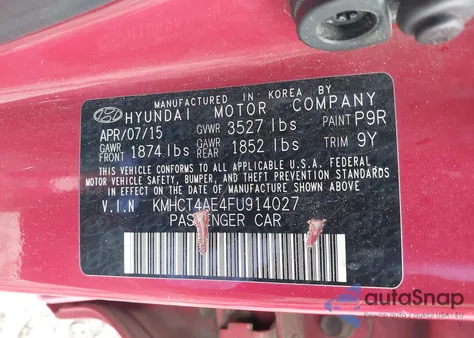 MANUFACTURED IN KOREA BY
HYUNDAI MOTOR COMPANY
APR/07/15 GVWR 3527 lbs PAINT P9R
GAWR FRONT 1874 lbs GAWR REAR 1852 lbs TRIM 9Y
THIS VEHICLE CONFORMS TO ALL APPLICABLE U.S.A. FEDERAL
MOTOR VEHICLE SAFETY, BUMPER, AND THEFT PREVENTION STANDARDS
IN EFFECT ON THE DATE OF MANUFACTURE SHOWN ABOVE.
V.I.N KMHCT4AE4FU914027
PASSENGER CAR
autoSnap